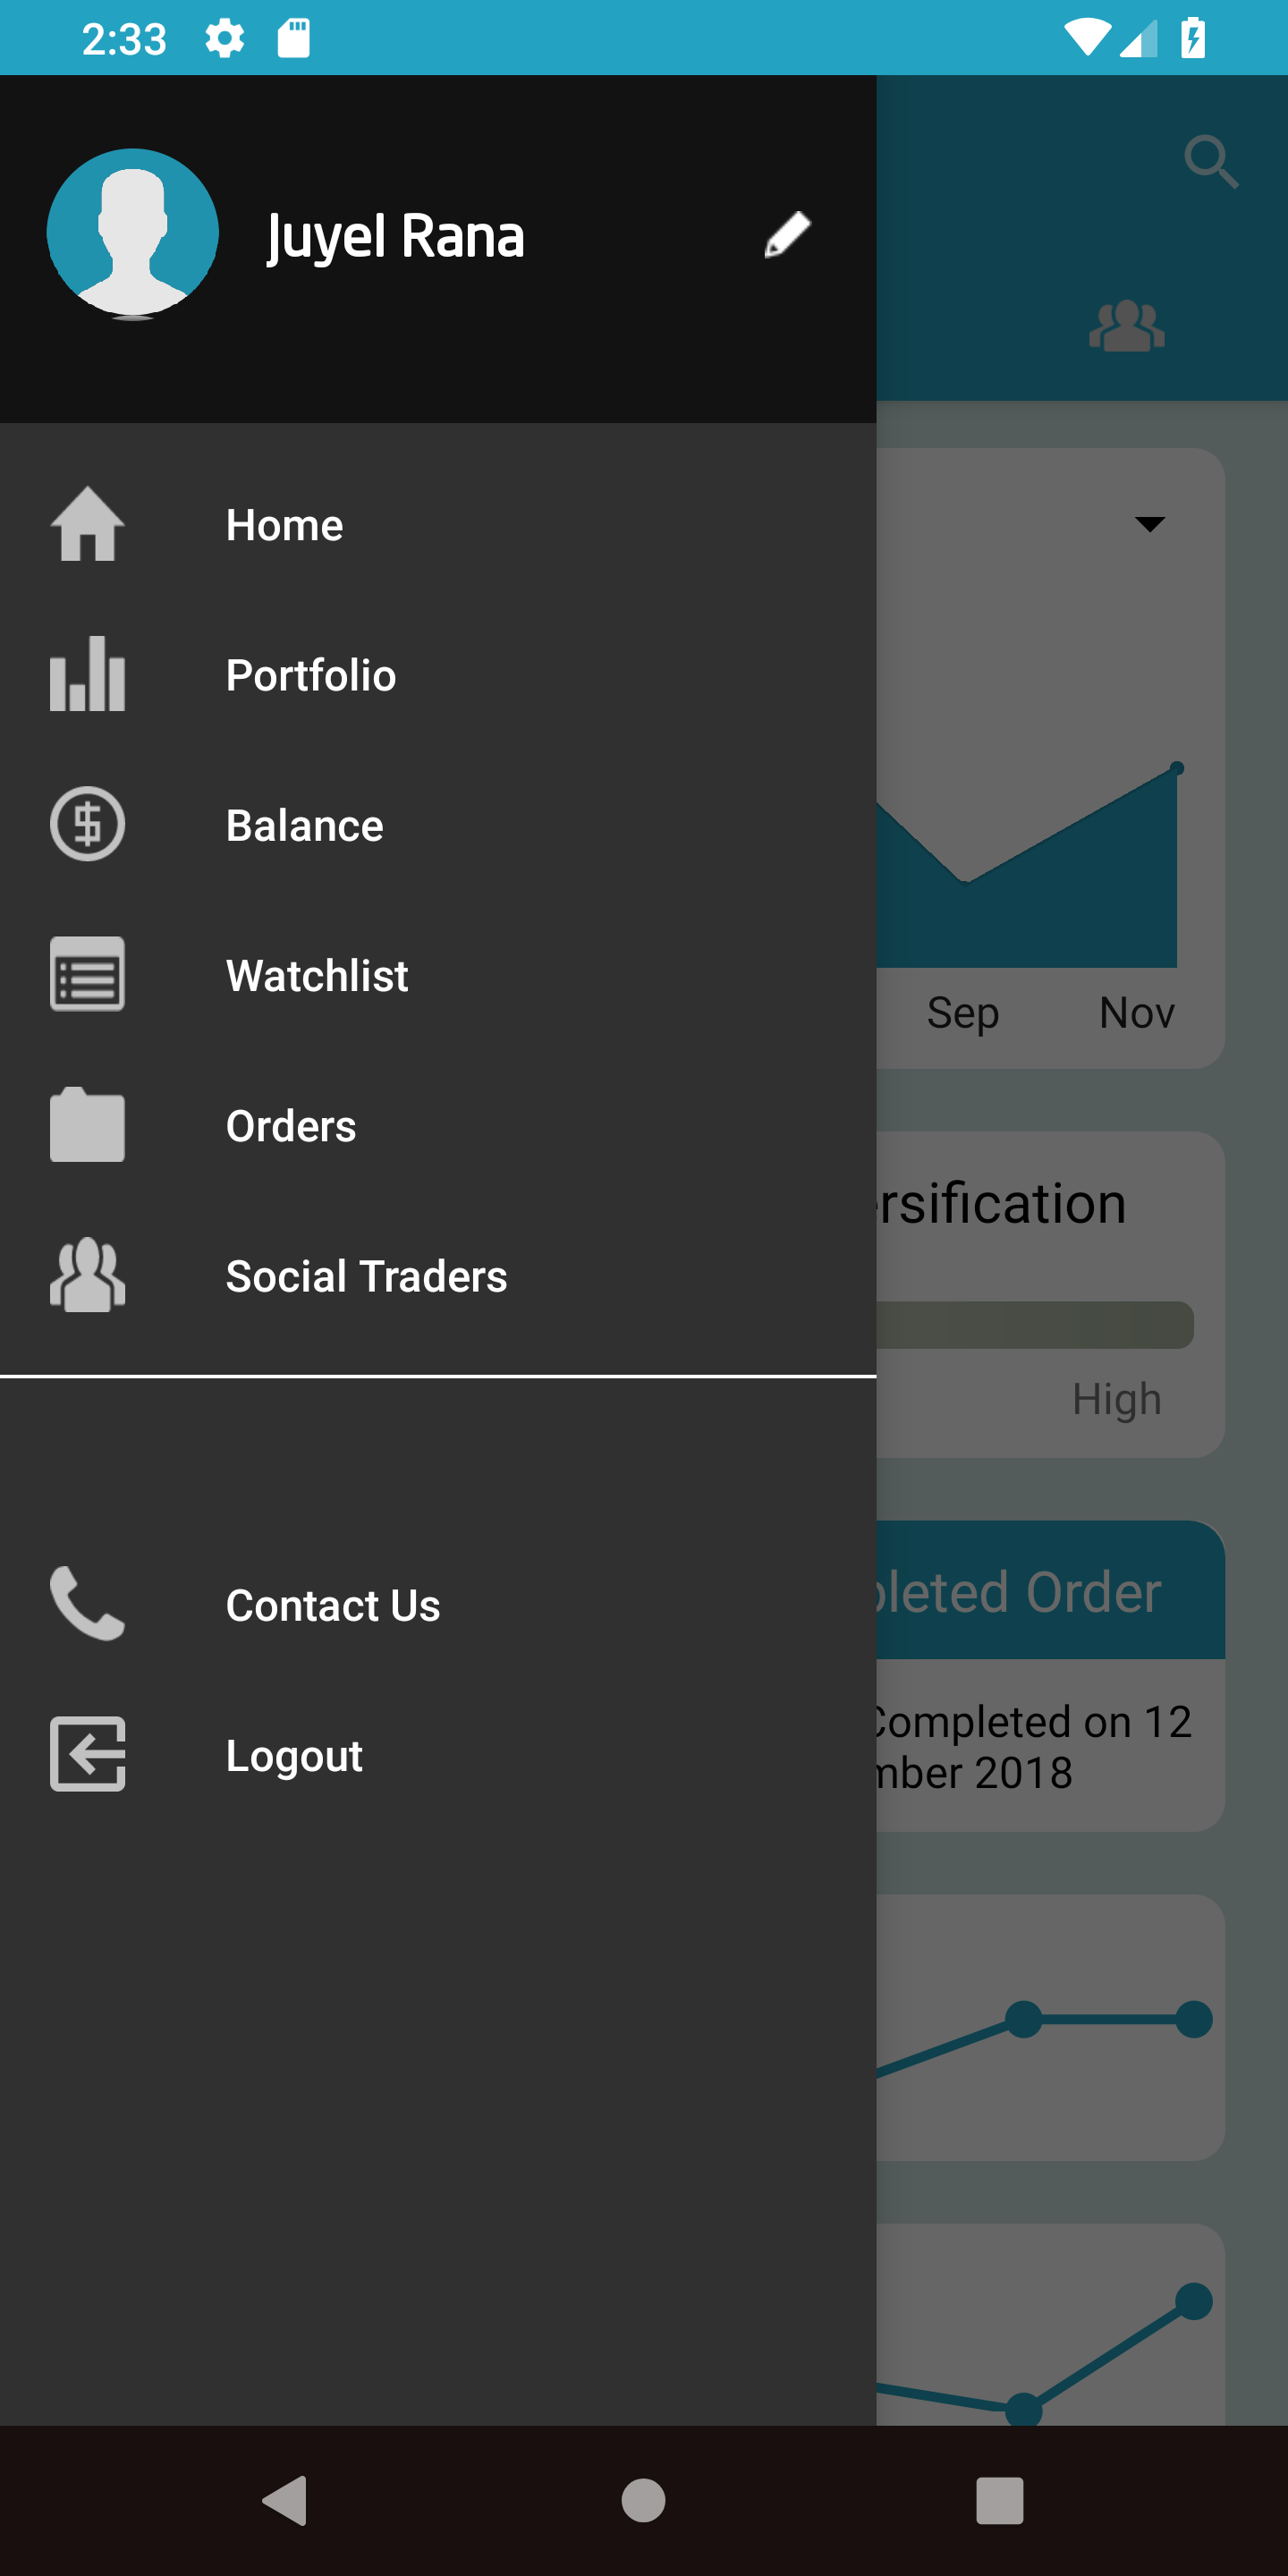 2:33
Juyel Rana
Home
Portfolio
Balance
Watchlist
Orders
Social Traders
Contact Us
Logout
Sep Nov
ersification
High
pleted Order
Completed on 12
mber 2018